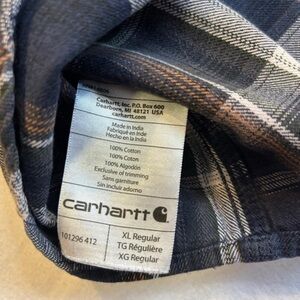 Carhartt, Inc. P.O. Box 600
Dearborn, MI 48121 USA
carhartt.com
Made in India
Fabriqué en Inde
Hecho en India
100% Cotton
100% Coton
100% Algodón
Exclusive of trimming
Sans garniture
Sin incluir adorno
carhartt
101296 412
XL Regular
TG Régulière
XG Regular